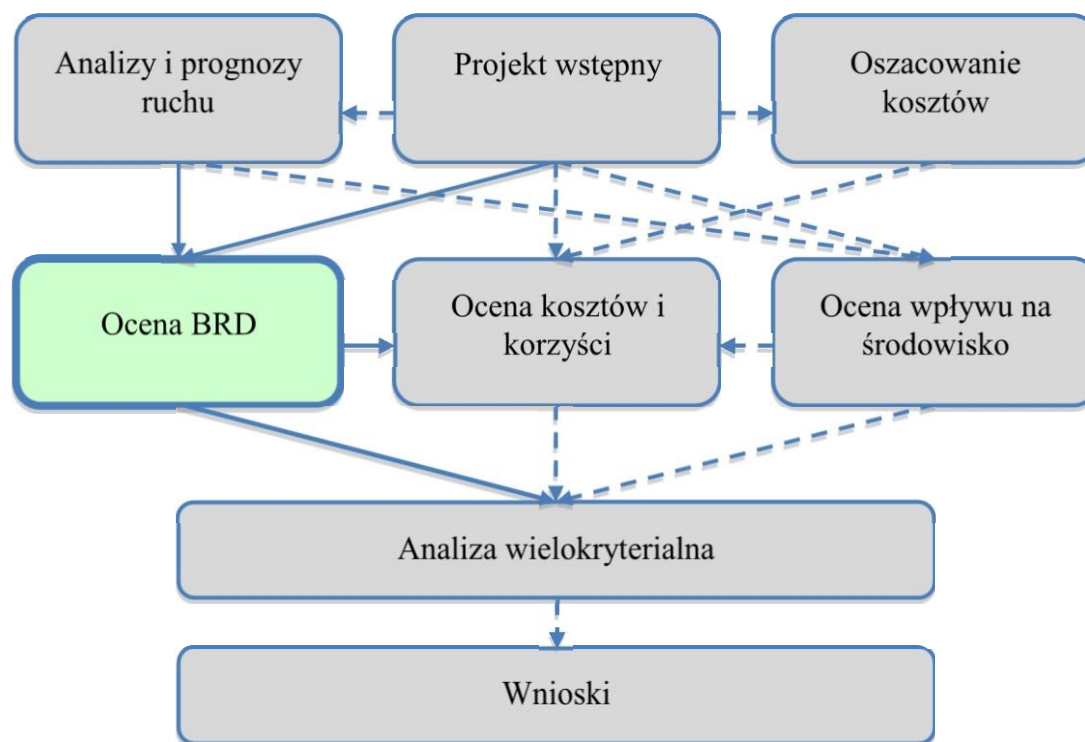 Analizy i prognozy
ruchu
Projekt wstępny
Oszacowanie
kosztów
Ocena BRD
Ocena kosztów i
korzyści
Ocena wpływu na
środowisko
Analiza wielokryterialna
Wnioski